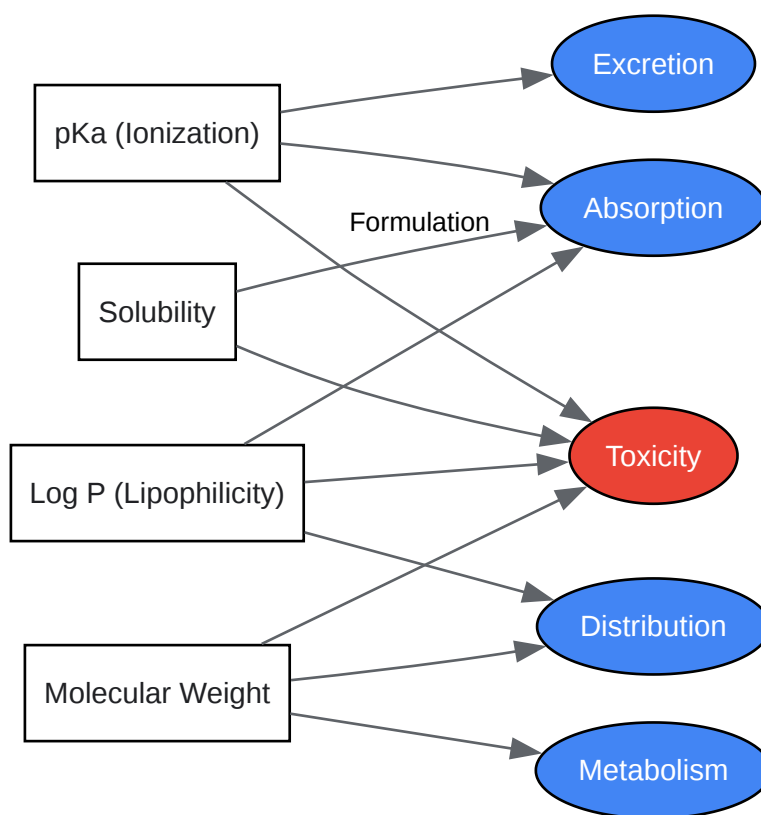 Excretion
pKa (Ionization)
Absorption
Formulation
Solubility
Toxicity
Log P (Lipophilicity)
Distribution
Molecular Weight
Metabolism